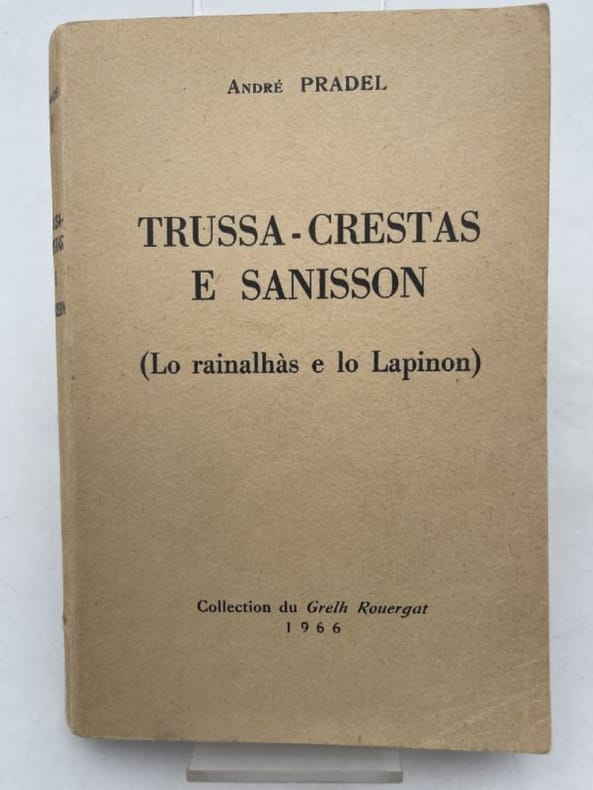 André PRADEL
TRUSSA-CRESTAS
E SANISSON
(Lo rainalhàs e lo Lapinon)
Collection du Grelh Rouergat
1966